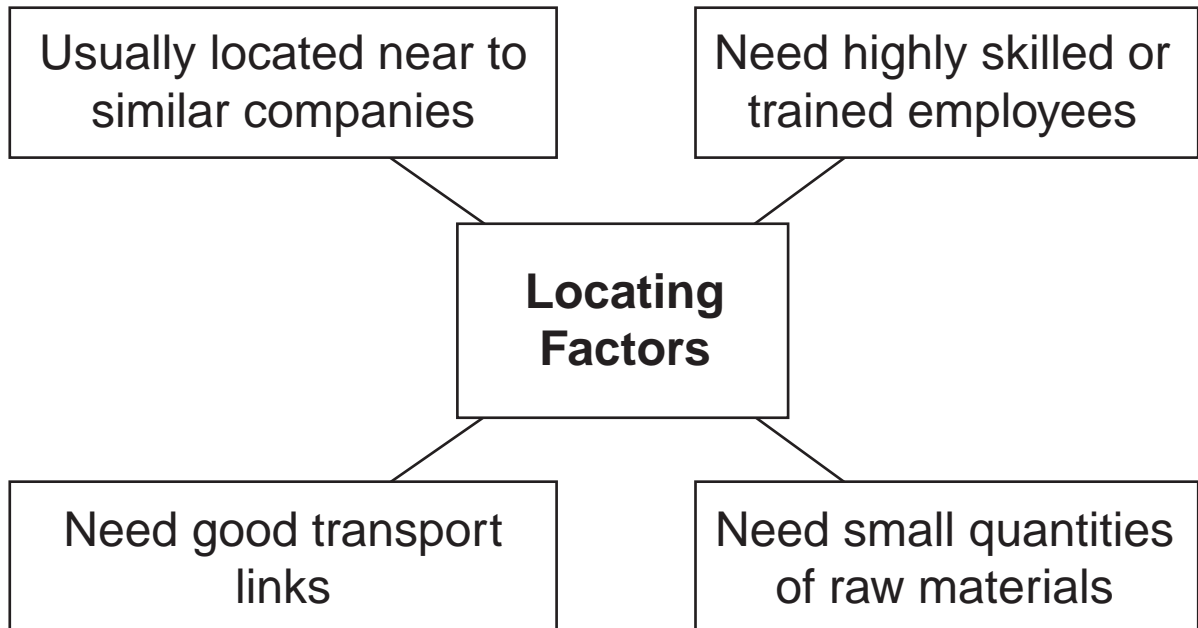 Usually located near to
similar companies
Need highly skilled or
trained employees
Locating
Factors
Need good transport
links
Need small quantities
of raw materials